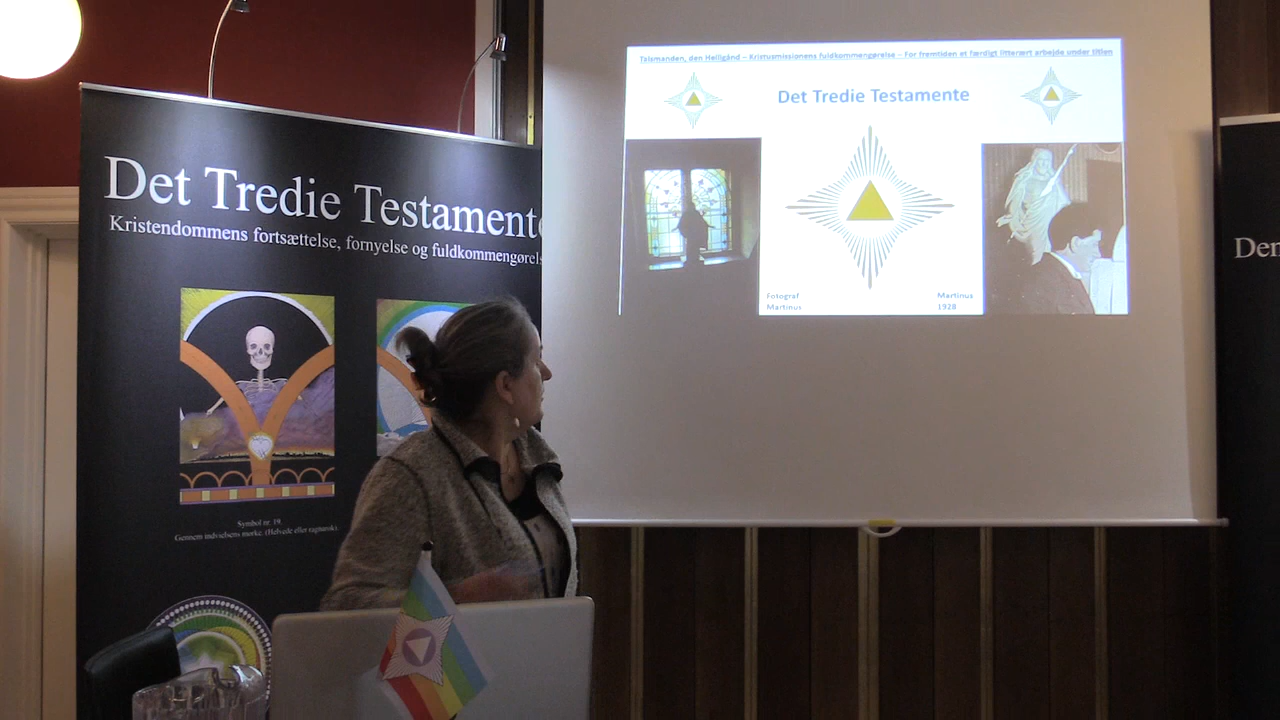 Det Tredie Testamente
Kristendommens fortsættelse, fornyelse og fuldkommengørels
Symbol nr. 19.
Gennem indvielsens mørke. (Helvede eller ragnarok).
Talsmanden, den Helligånd – Kristusmissionens fuldkommengørelse – For fremtiden et færdigt litterært arbejde under titlen
Det Tredie Testamente
Fotograf
Martinus
Martinus
1928
Den